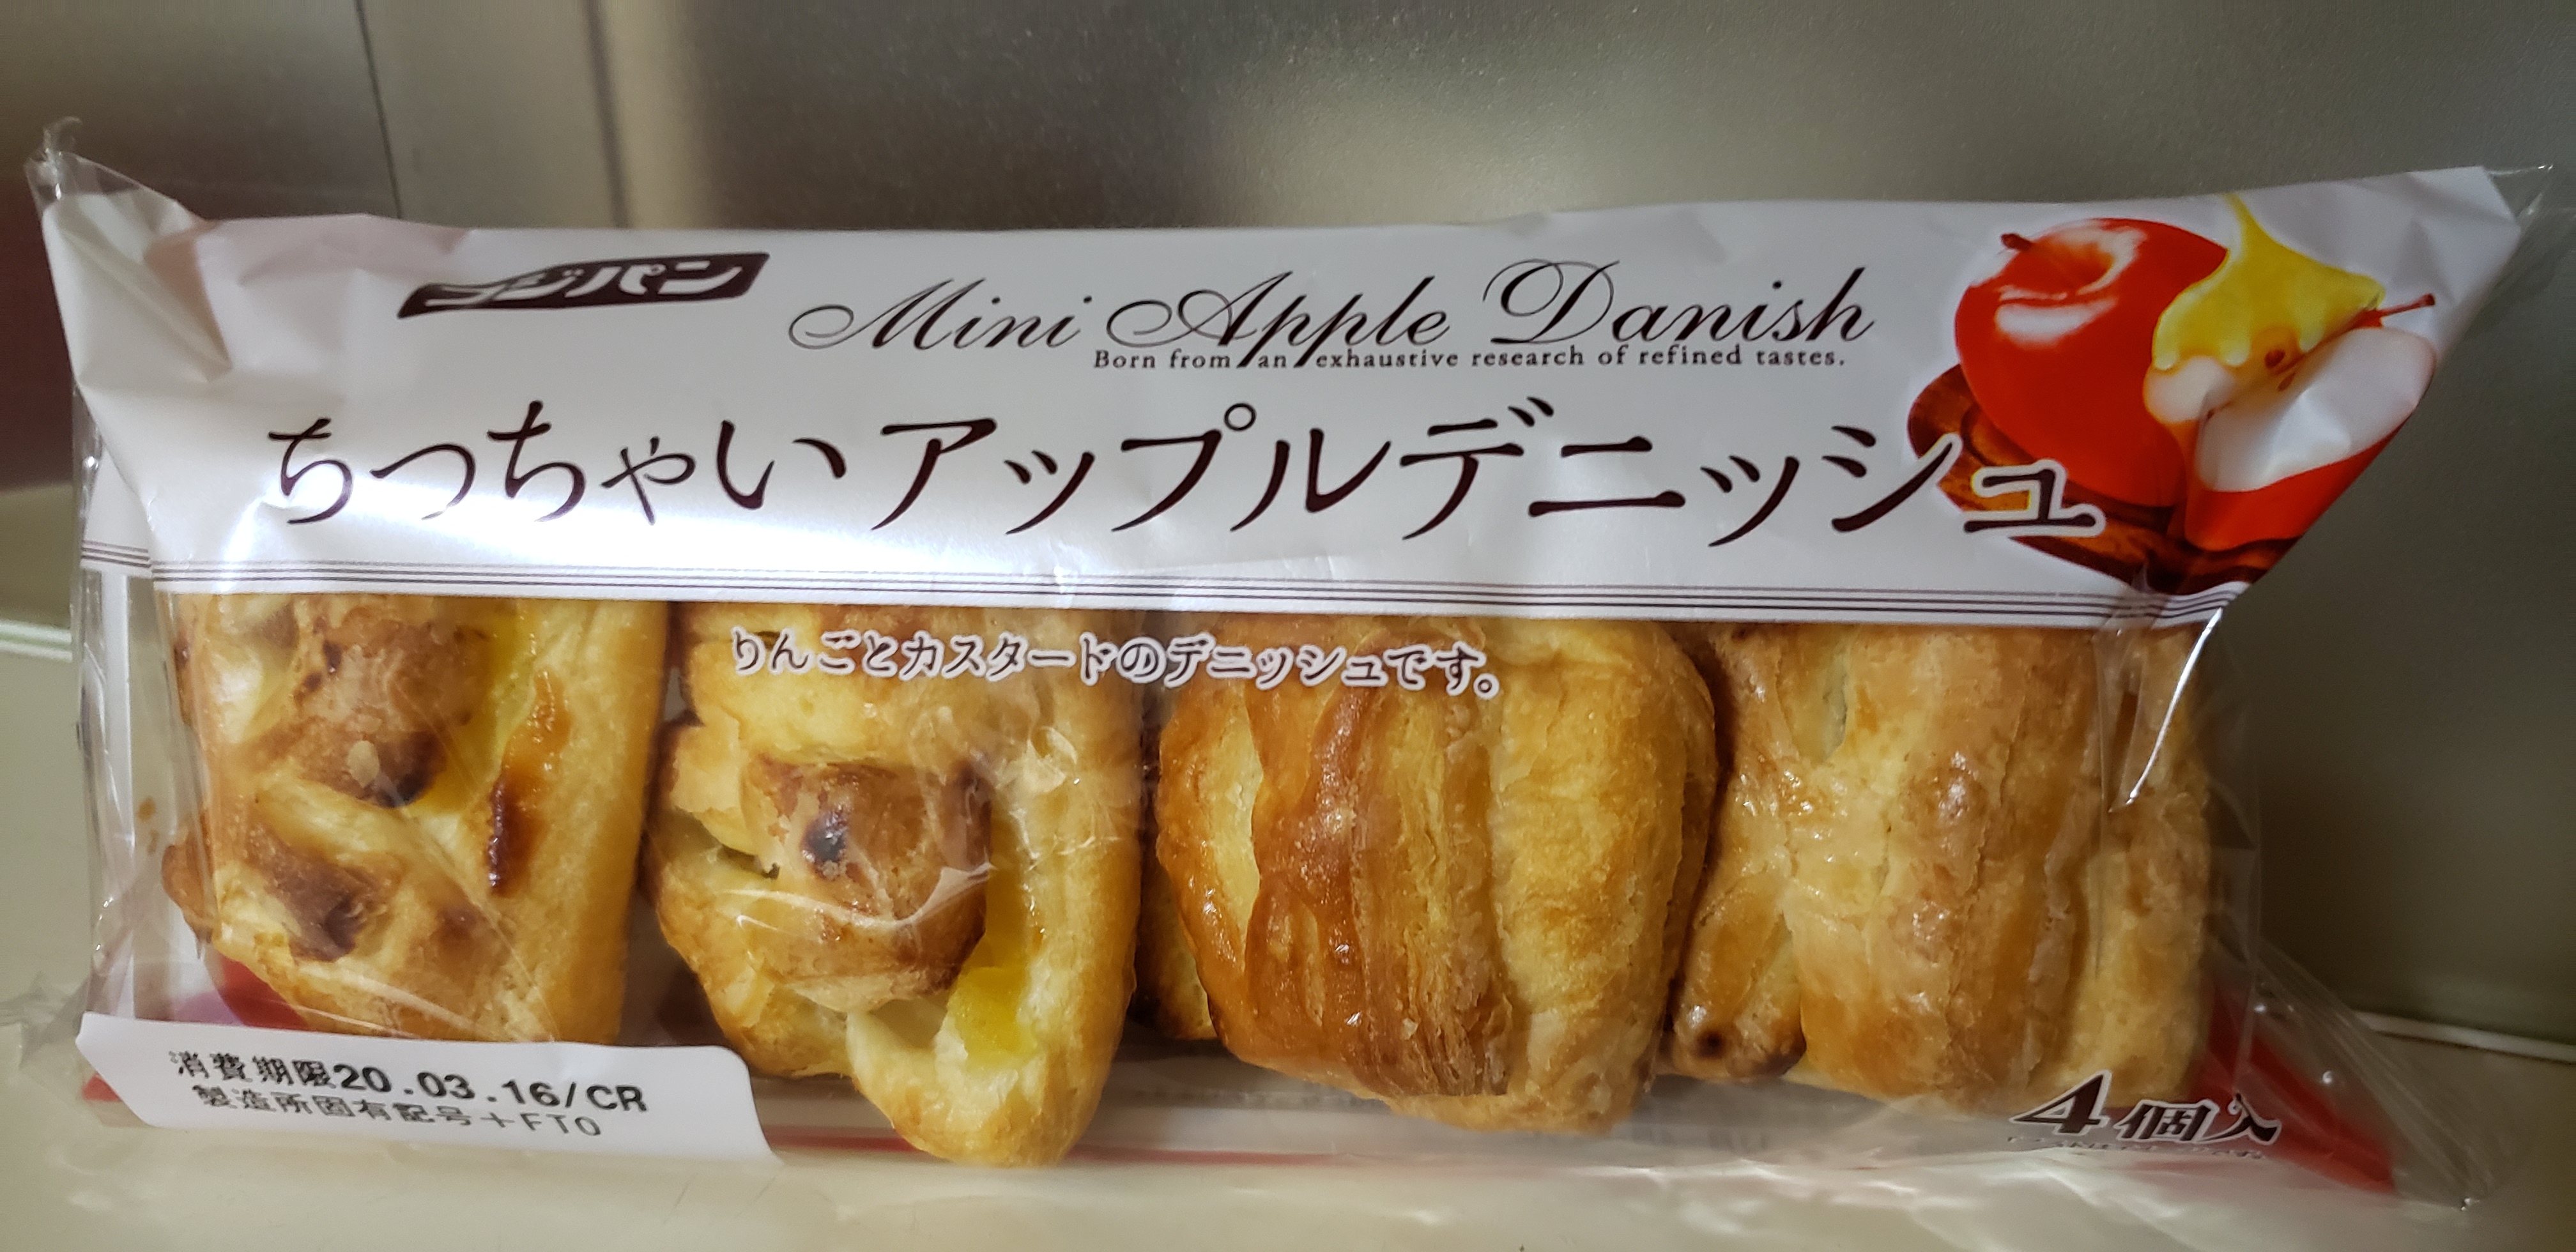 フジパン
Mini Apple Danish
Born from an exhaustive research of refined tastes.
ちっちゃいアップルデニッシュ
りんごとカスタードのデニッシュです。
消費期限20.03.16/CR
製造所固有記号+FT0
4個入